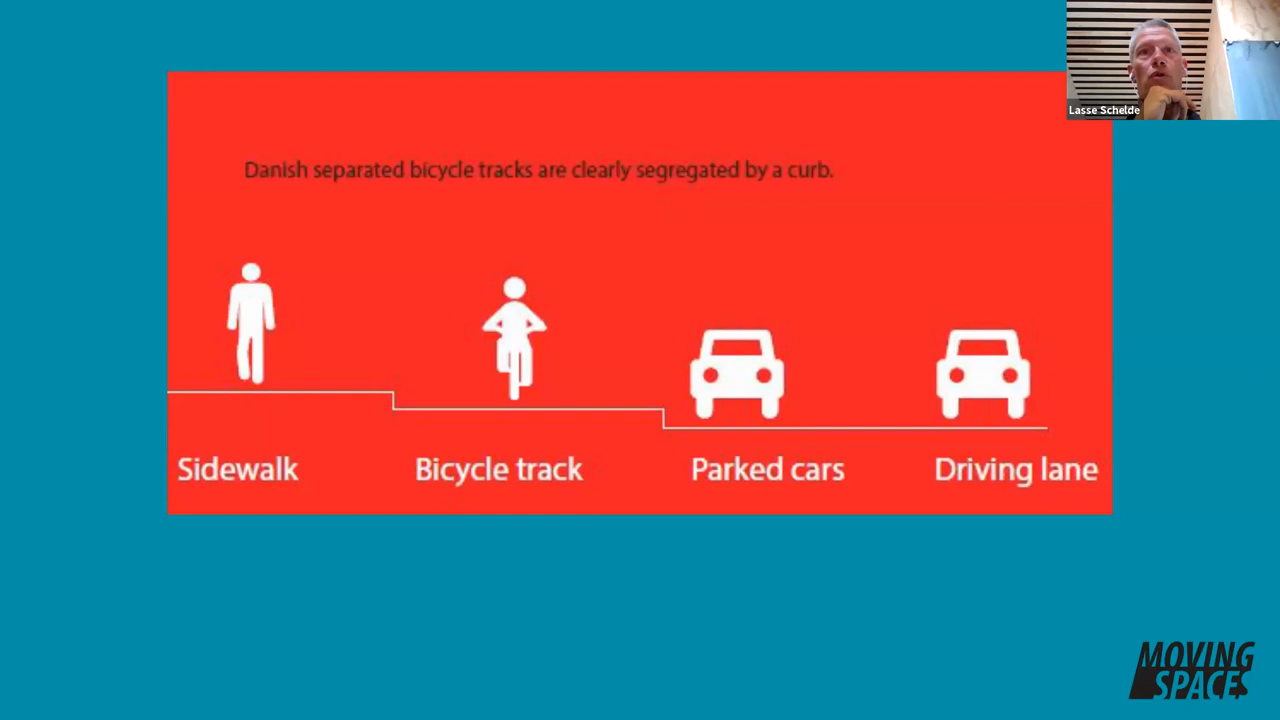 Lasse Schelde
Danish separated bicycle tracks are clearly segregated by a curb.
Sidewalk
Bicycle track
Parked cars
Driving lane
MOVING
SPACES